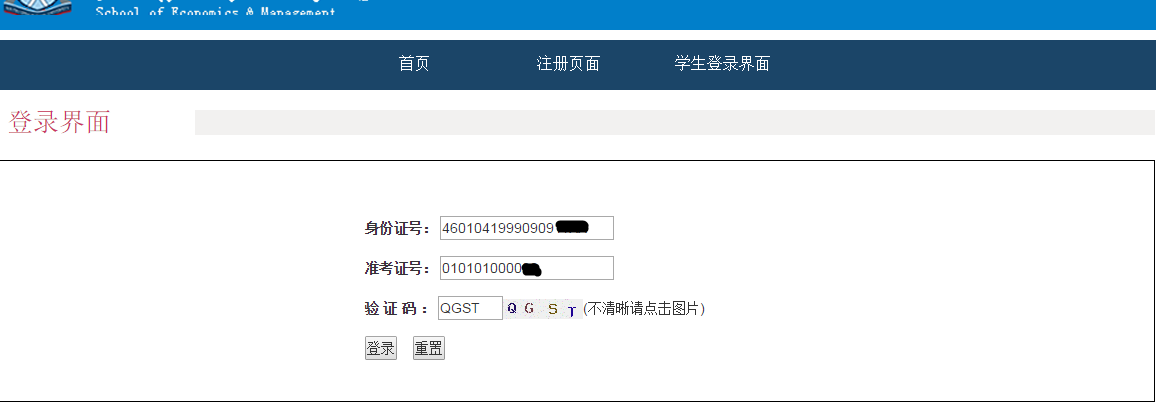 School of Economics & Management
首页 注册页面 学生登录界面
登录界面
身份证号： 46010419990909
准考证号： 0101010000
验 证 码 ： QGST Q G S T (不清晰请点击图片)
登录 重置